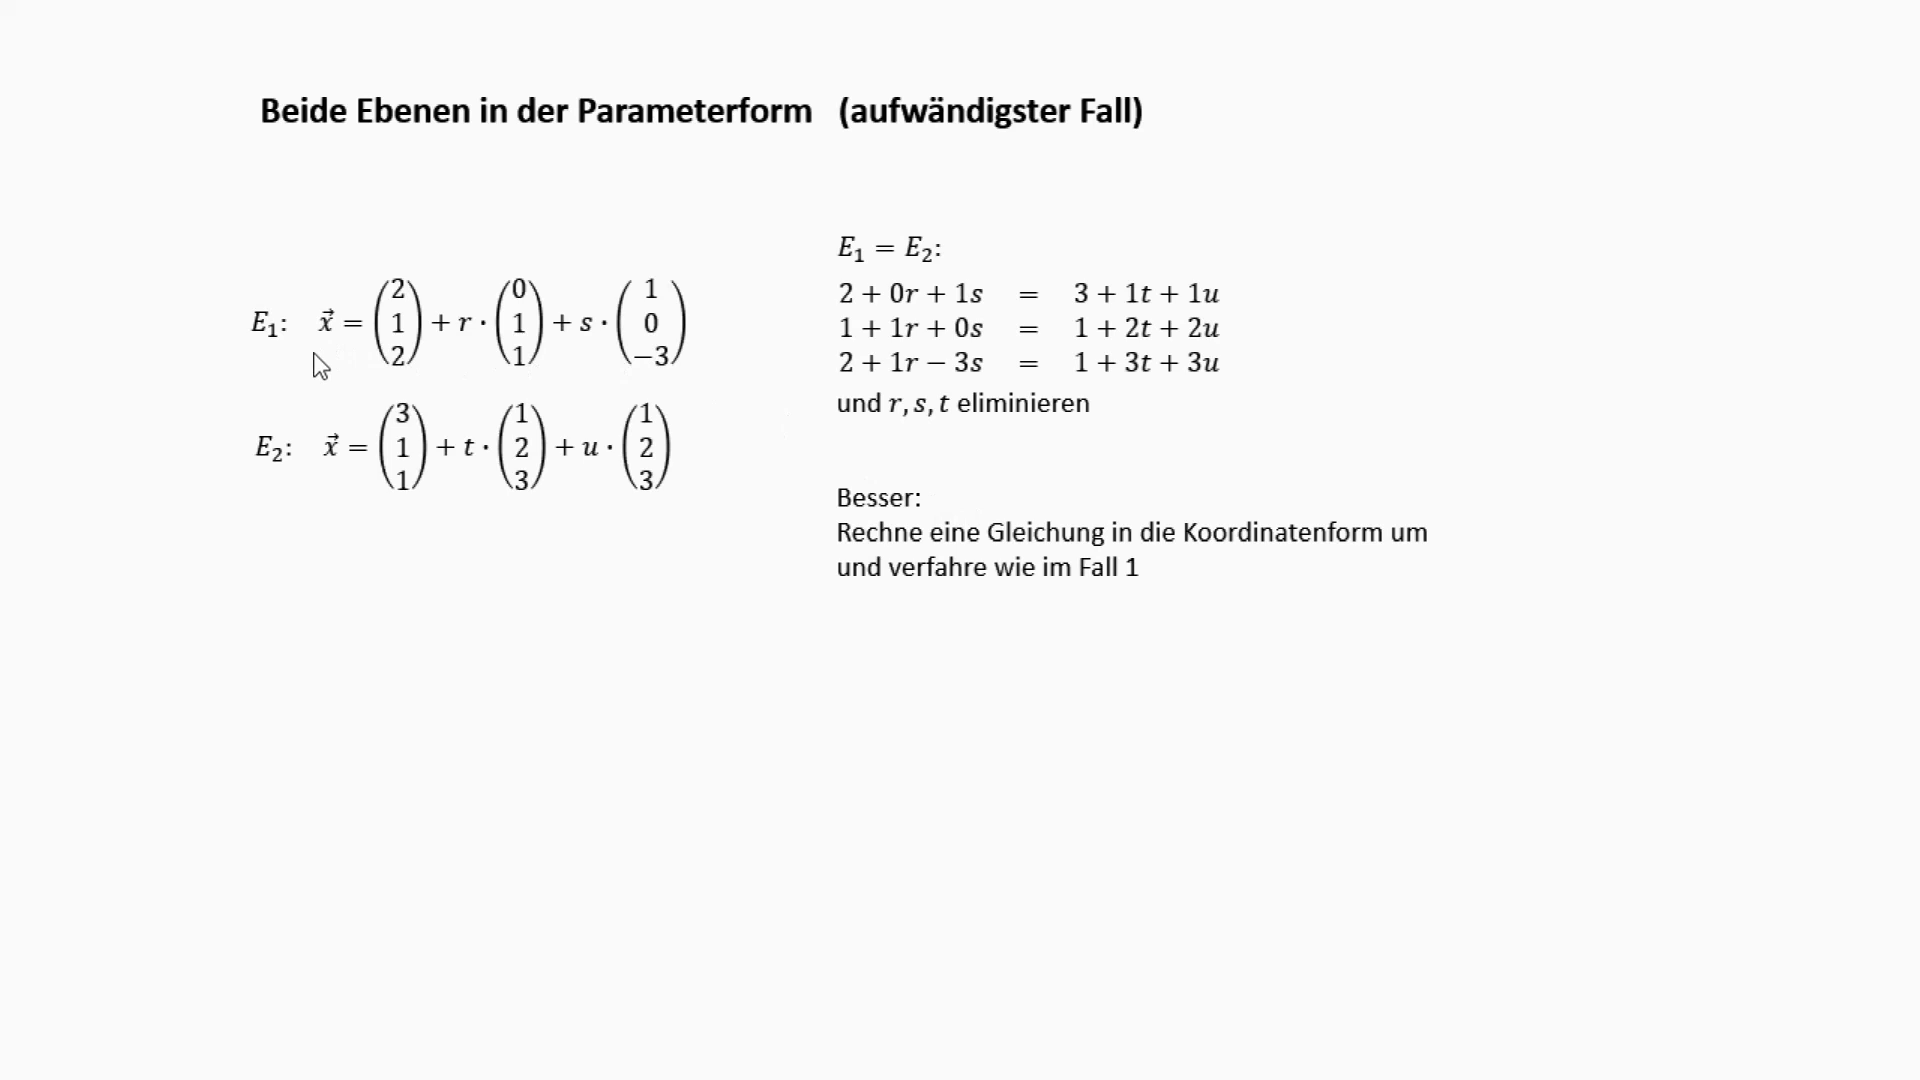 Beide Ebenen in der Parameterform (aufwändigster Fall)
E₁: x⃗ = (2 1 2) + r · (0 1 1) + s · (1 0 −3)
E₂: x⃗ = (3 1 1) + t · (1 2 3) + u · (1 2 3)
E₁ = E₂:
2 + 0r + 1s = 3 + 1t + 1u
1 + 1r + 0s = 1 + 2t + 2u
2 + 1r − 3s = 1 + 3t + 3u
und r, s, t eliminieren
Besser:
Rechne eine Gleichung in die Koordinatenform um
und verfahre wie im Fall 1